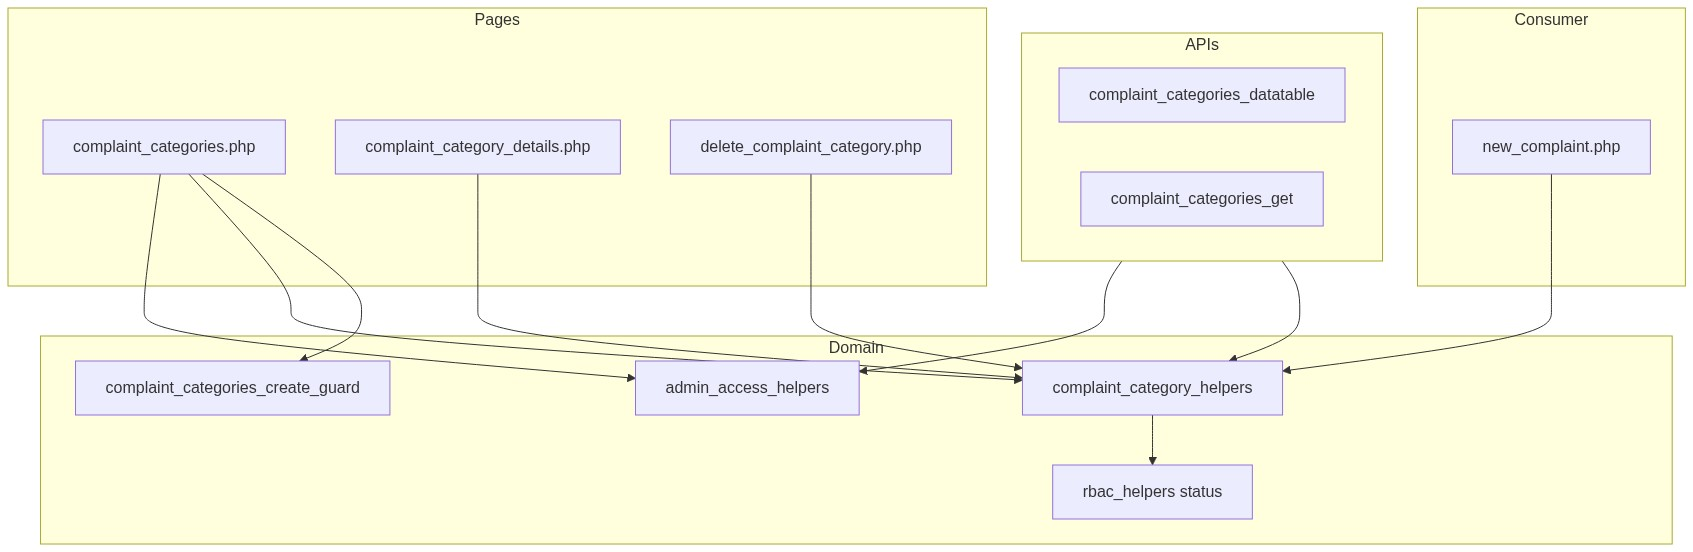 Pages
complaint_categories.php
complaint_category_details.php
delete_complaint_category.php
APIs
complaint_categories_datatable
complaint_categories_get
Consumer
new_complaint.php
Domain
complaint_categories_create_guard
admin_access_helpers
complaint_category_helpers
rbac_helpers status